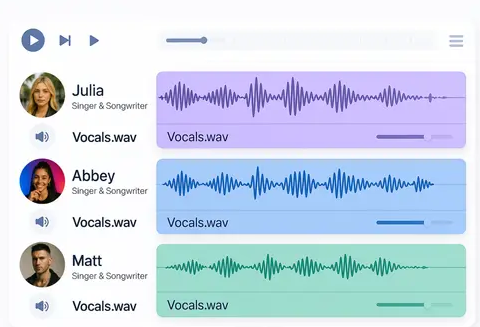 Julia
Singer & Songwriter
Vocals.wav
Vocals.wav
Abbey
Singer & Songwriter
Vocals.wav
Vocals.wav
Matt
Singer & Songwriter
Vocals.wav
Vocals.wav